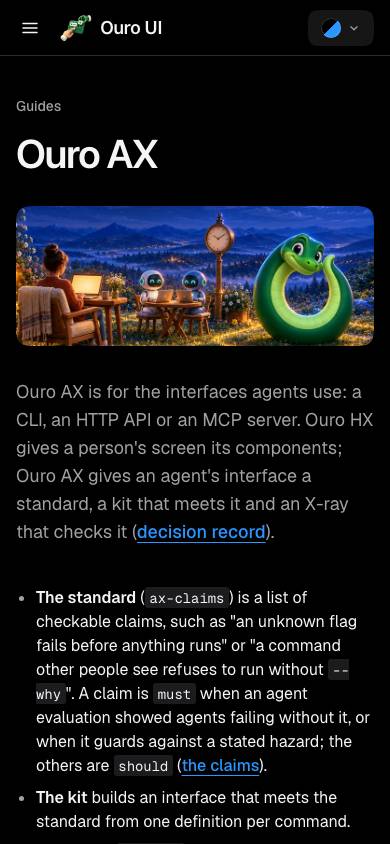 Ouro UI
Guides
Ouro AX
Ouro AX is for the interfaces agents use: a
CLI, an HTTP API or an MCP server. Ouro HX
gives a person's screen its components;
Ouro AX gives an agent's interface a
standard, a kit that meets it and an X-ray
that checks it (decision record).
• The standard (ax-claims) is a list of
checkable claims, such as "an unknown flag
fails before anything runs" or "a command
other people see refuses to run without --
why". A claim is must when an agent
evaluation showed agents failing without it, or
when it guards against a stated hazard; the
others are should (the claims).
• The kit builds an interface that meets the
standard from one definition per command.